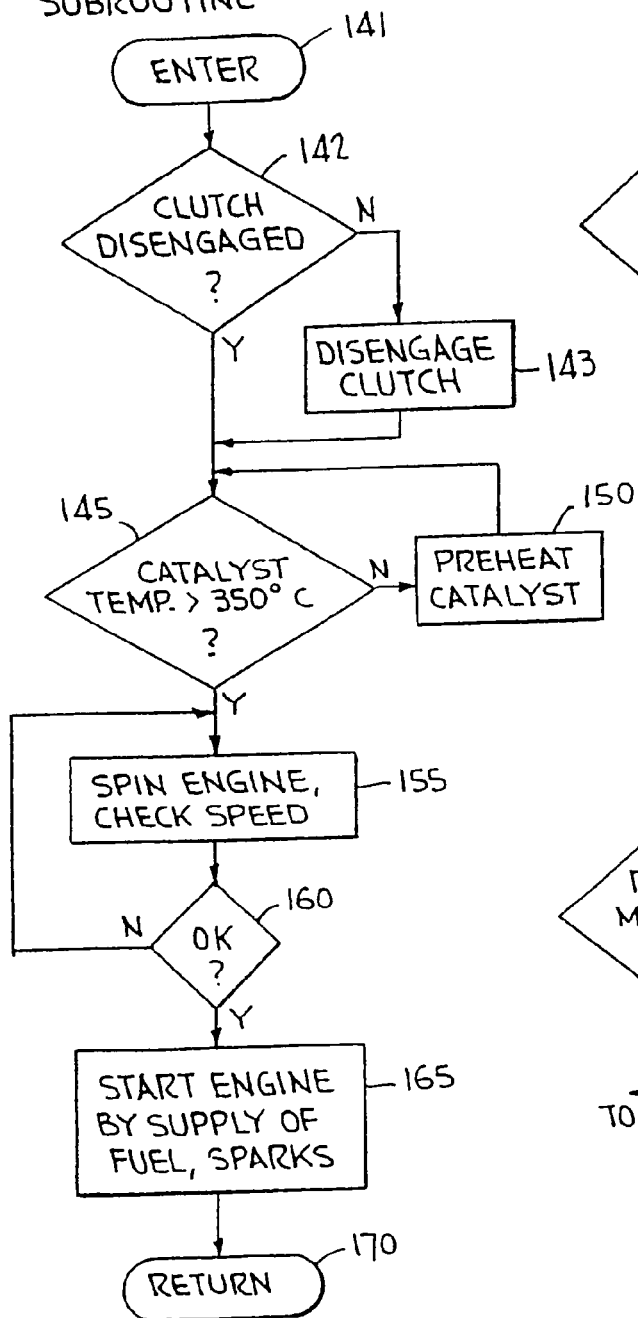 SUBROUTINE
141
ENTER
142
CLUTCH
DISENGAGED
?
N
Y
DISENGAGE
CLUTCH
143
145
CATALYST
TEMP. > 350° C
?
N
150
PREHEAT
CATALYST
Y
SPIN ENGINE,
CHECK SPEED
155
160
N
OK
?
Y
START ENGINE
BY SUPPLY OF
FUEL, SPARKS
165
170
RETURN
M
TO